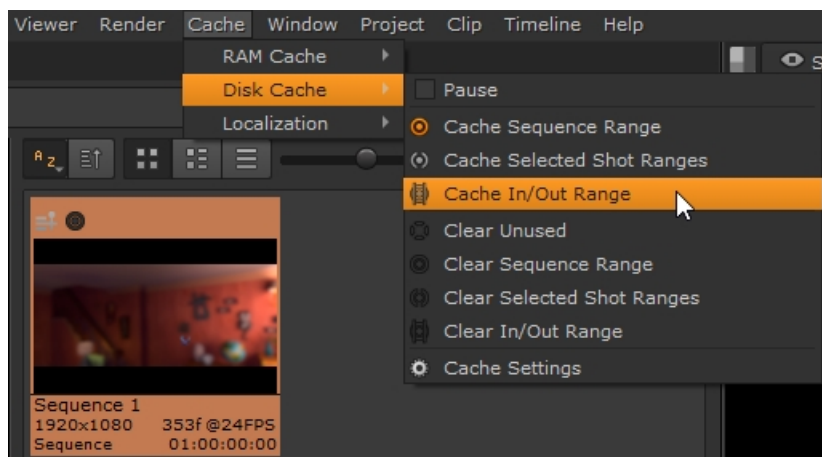 Viewer Render Cache Window Project Clip Timeline Help
RAM Cache
Disk Cache
Localization
Pause
Cache Sequence Range
Cache Selected Shot Ranges
Cache In/Out Range
Clear Unused
Clear Sequence Range
Clear Selected Shot Ranges
Clear In/Out Range
Cache Settings
A Z
S
Sequence 1
1920x1080 353f@24FPS
Sequence 01:00:00:00